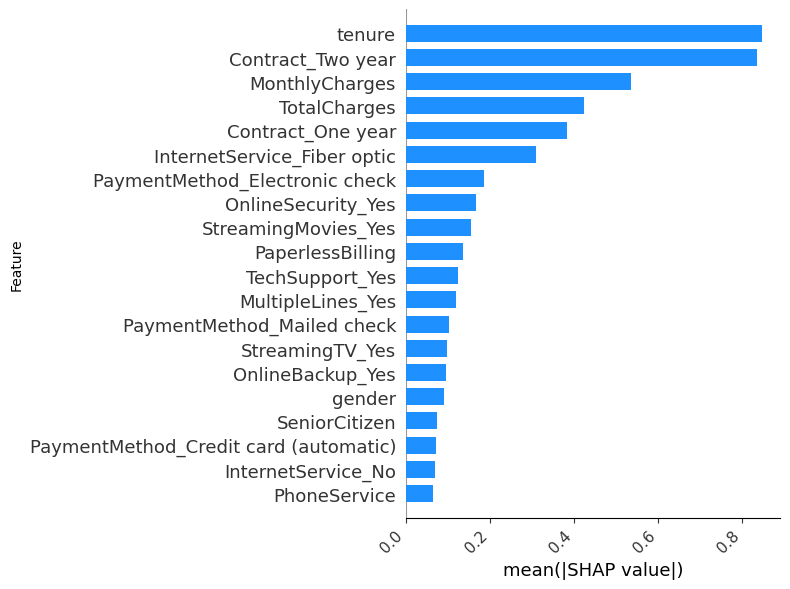 tenure
Contract_Two year
MonthlyCharges
TotalCharges
Contract_One year
InternetService_Fiber optic
PaymentMethod_Electronic check
OnlineSecurity_Yes
StreamingMovies_Yes
PaperlessBilling
TechSupport_Yes
MultipleLines_Yes
PaymentMethod_Mailed check
StreamingTV_Yes
OnlineBackup_Yes
gender
SeniorCitizen
PaymentMethod_Credit card (automatic)
InternetService_No
PhoneService
Feature
0.0 0.2 0.4 0.6 0.8
mean(|SHAP value|)